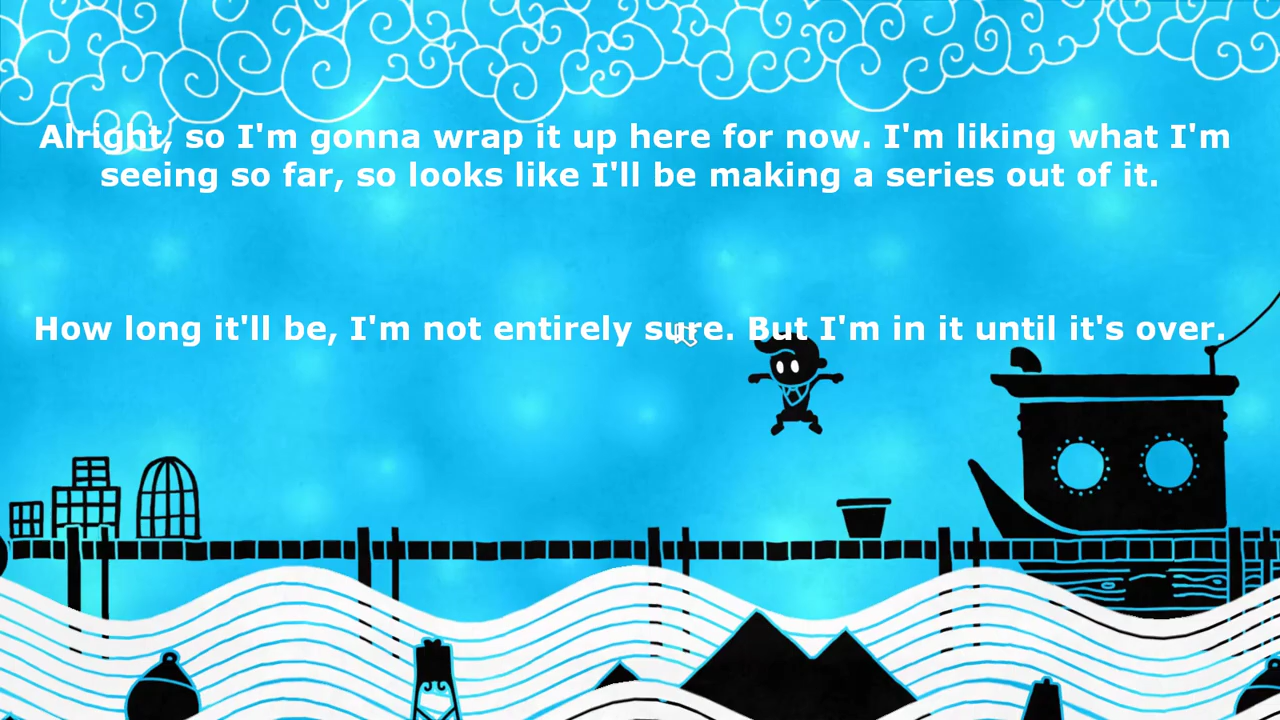 Alright, so I'm gonna wrap it up here for now. I'm liking what I'm
seeing so far, so looks like I'll be making a series out of it.
How long it'll be, I'm not entirely sure. But I'm in it until it's over.